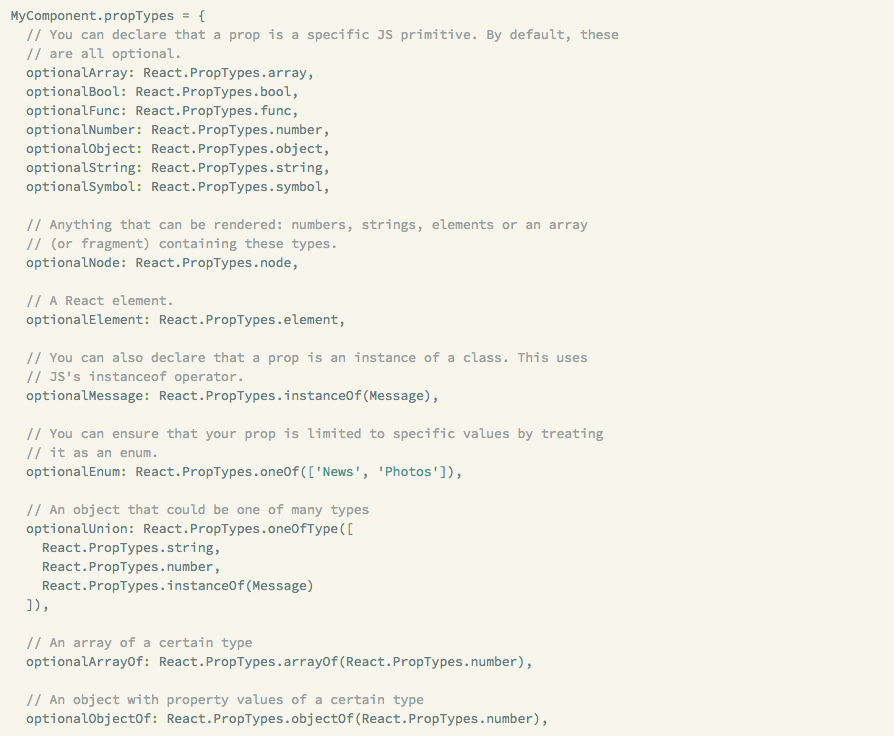 MyComponent.propTypes = {
  // You can declare that a prop is a specific JS primitive. By default, these
  // are all optional.
  optionalArray: React.PropTypes.array,
  optionalBool: React.PropTypes.bool,
  optionalFunc: React.PropTypes.func,
  optionalNumber: React.PropTypes.number,
  optionalObject: React.PropTypes.object,
  optionalString: React.PropTypes.string,
  optionalSymbol: React.PropTypes.symbol,

  // Anything that can be rendered: numbers, strings, elements or an array
  // (or fragment) containing these types.
  optionalNode: React.PropTypes.node,

  // A React element.
  optionalElement: React.PropTypes.element,

  // You can also declare that a prop is an instance of a class. This uses
  // JS's instanceof operator.
  optionalMessage: React.PropTypes.instanceOf(Message),

  // You can ensure that your prop is limited to specific values by treating
  // it as an enum.
  optionalEnum: React.PropTypes.oneOf(['News', 'Photos']),

  // An object that could be one of many types
  optionalUnion: React.PropTypes.oneOfType([
    React.PropTypes.string,
    React.PropTypes.number,
    React.PropTypes.instanceOf(Message)
  ]),

  // An array of a certain type
  optionalArrayOf: React.PropTypes.arrayOf(React.PropTypes.number),

  // An object with property values of a certain type
  optionalObjectOf: React.PropTypes.objectOf(React.PropTypes.number),